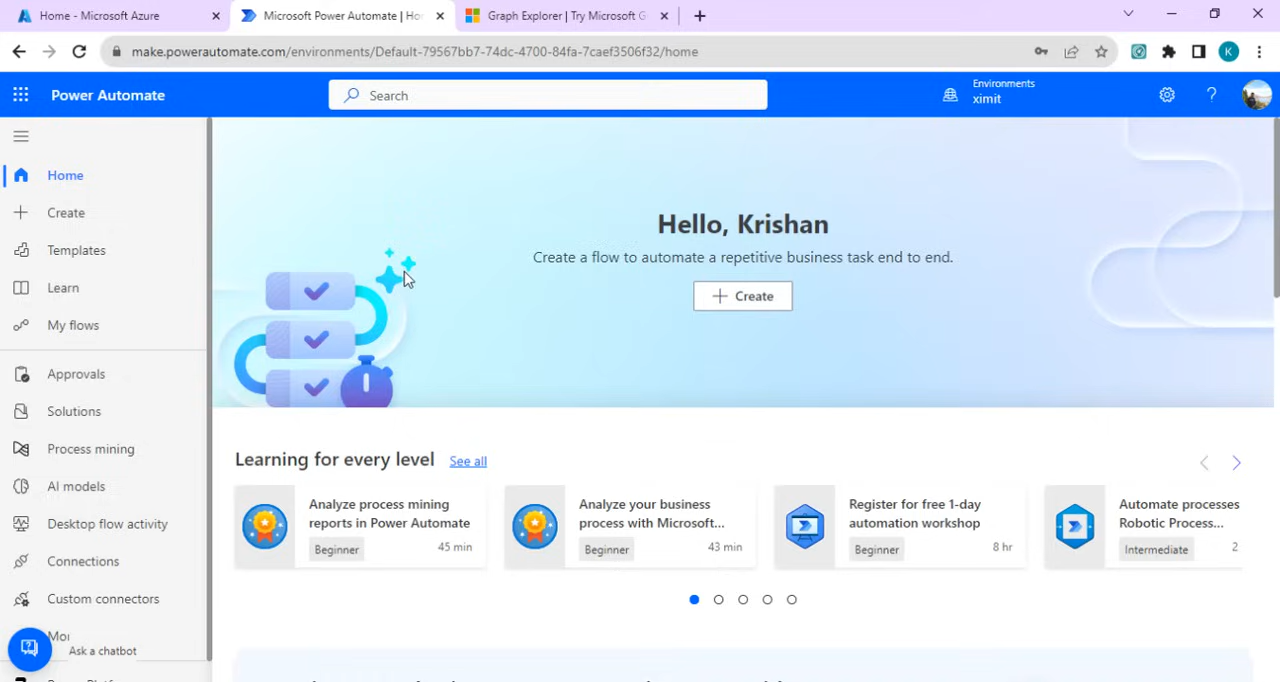 Home - Microsoft Azure
Microsoft Power Automate | Ho
Graph Explorer | Try Microsoft G
make.powerautomate.com/environments/Default-79567bb7-74dc-4700-84fa-7caef3506f32/home
K
Power Automate
Search
Environments
ximit
Home
Create
Templates
Learn
My flows
Approvals
Solutions
Process mining
AI models
Desktop flow activity
Connections
Custom connectors
Ask a chatbot
Hello, Krishan
Create a flow to automate a repetitive business task end to end.
Create
Learning for every level See all
Analyze process mining
reports in Power Automate
Beginner 45 min
Analyze your business
process with Microsoft...
Beginner 43 min
Register for free 1-day
automation workshop
Beginner 8 hr
Automate processes
Robotic Process...
Intermediate 2